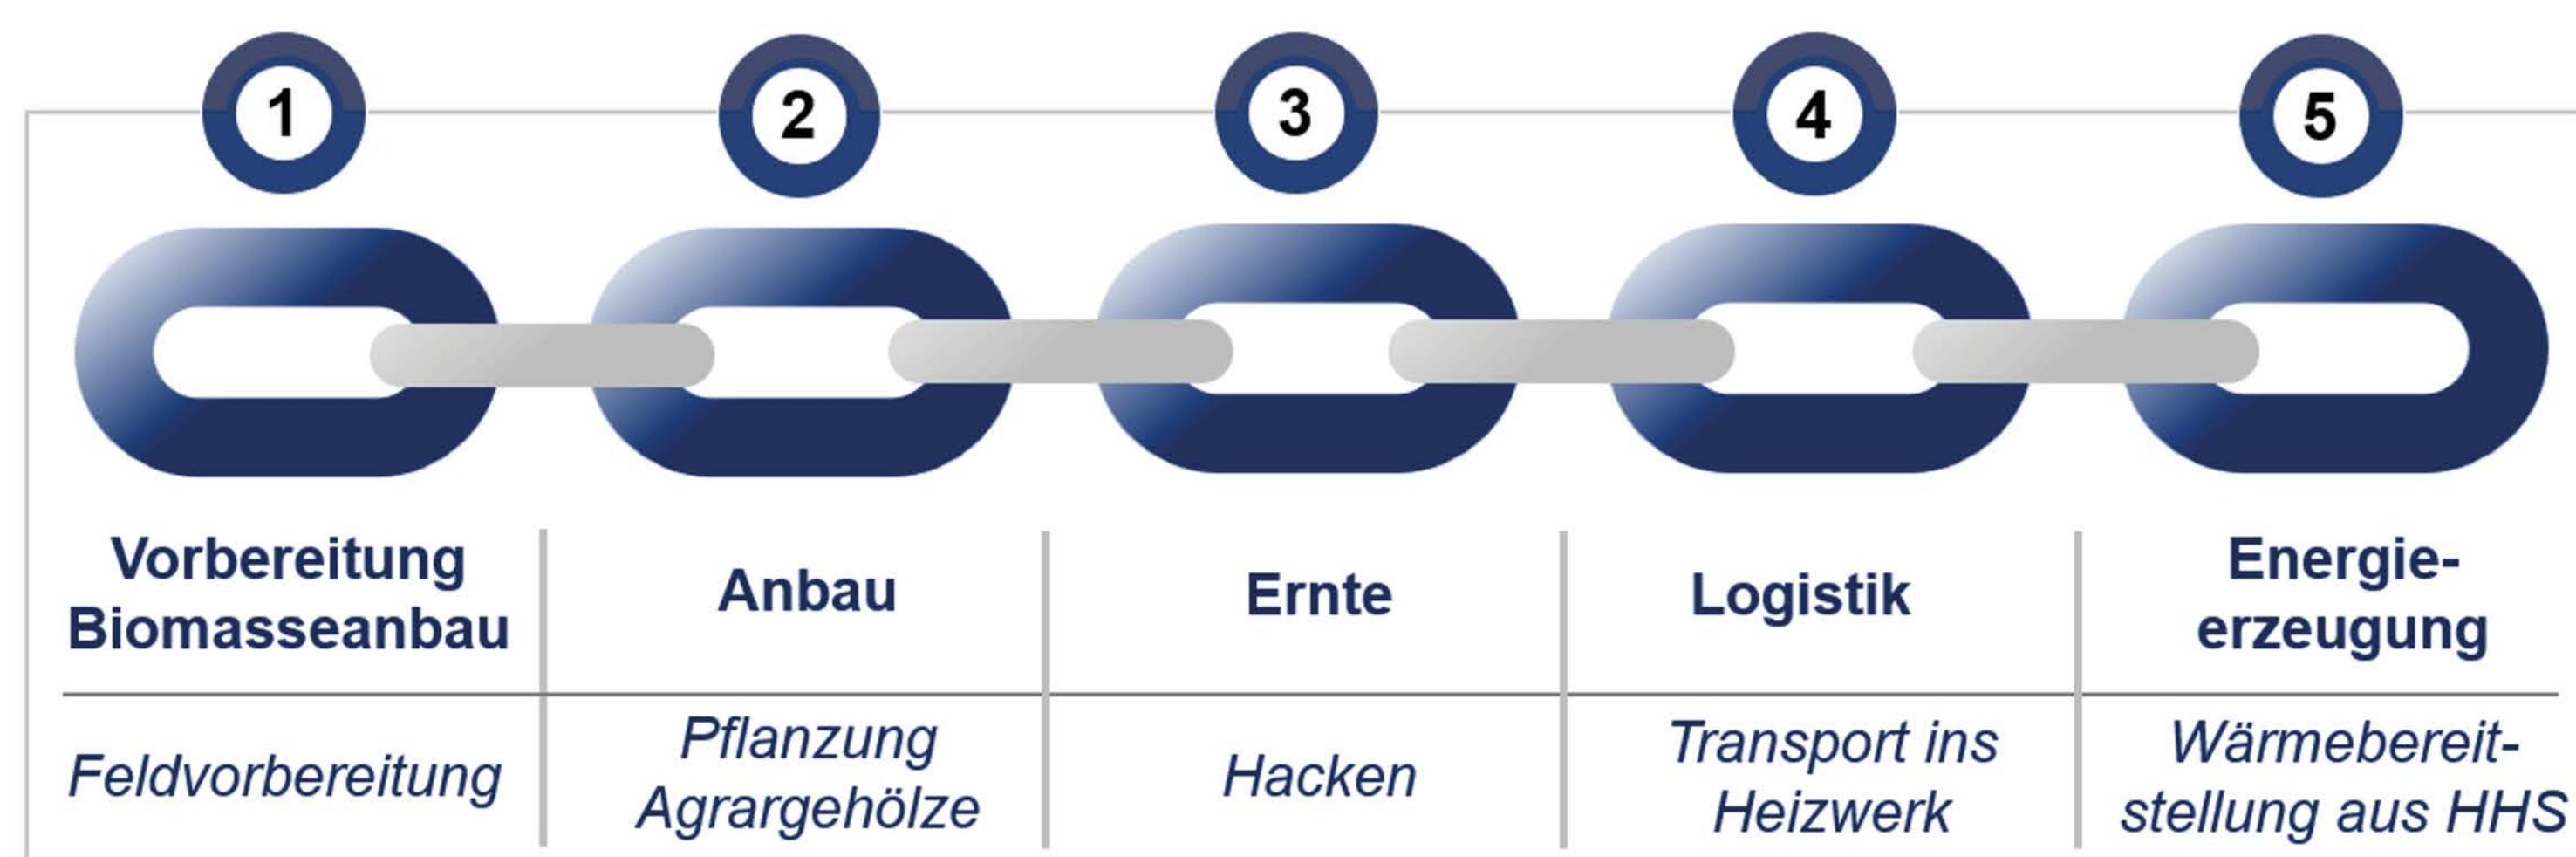 1
2
3
4
5
Vorbereitung
Biomasseanbau
Anbau
Ernte
Logistik
Energie-
erzeugung
Feldvorbereitung
Pflanzung
Agrargehölze
Hacken
Transport ins
Heizwerk
Wärmebereit-
stellung aus HHS